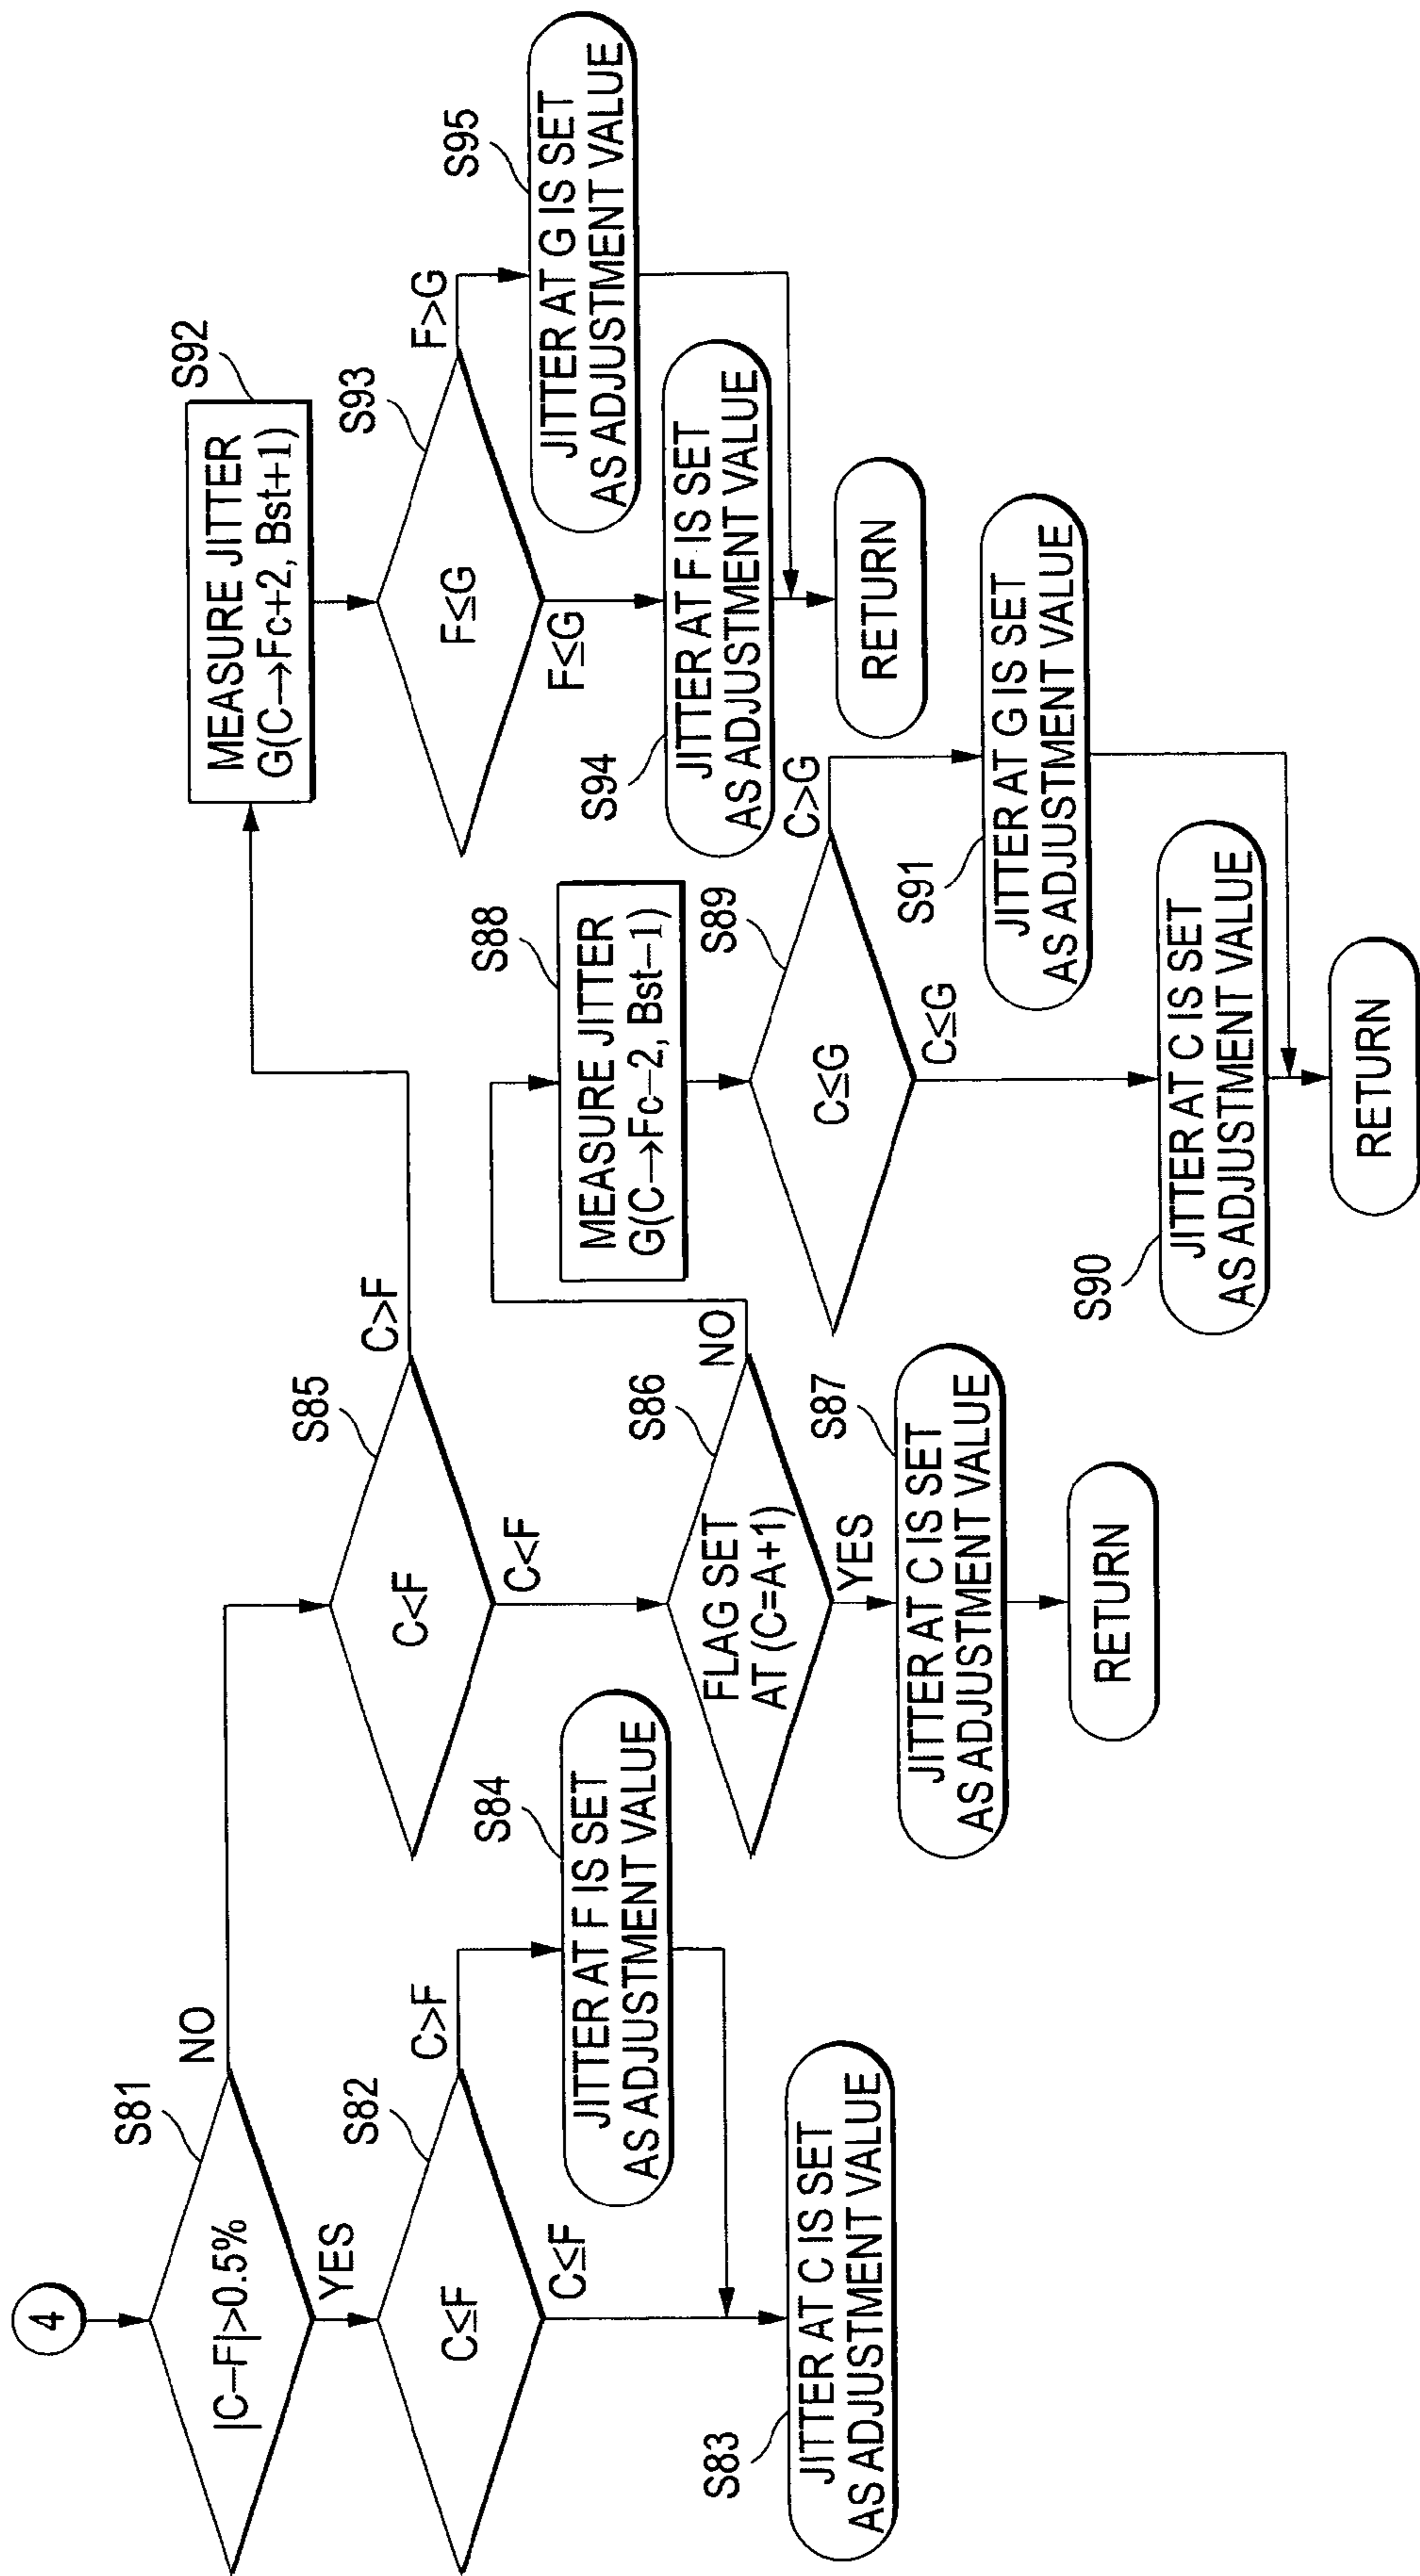 4
S81
|C–F|>0.5%
NO
YES
S82
C≤F
C>F
C≤F
S84
JITTER AT F IS SET
AS ADJUSTMENT VALUE
S83
JITTER AT C IS SET
AS ADJUSTMENT VALUE
S85
C<F
C>F
C<F
S86
FLAG SET
AT (C=A+1)
NO
YES
S87
JITTER AT C IS SET
AS ADJUSTMENT VALUE
RETURN
S88
MEASURE JITTER
G(C→Fc–2, Bst–1)
S89
C≤G
C>G
C≤G
S91
JITTER AT G IS SET
AS ADJUSTMENT VALUE
S90
JITTER AT C IS SET
AS ADJUSTMENT VALUE
RETURN
S92
MEASURE JITTER
G(C→Fc+2, Bst+1)
S93
F≤G
F>G
F≤G
S95
JITTER AT G IS SET
AS ADJUSTMENT VALUE
S94
JITTER AT F IS SET
AS ADJUSTMENT VALUE
RETURN